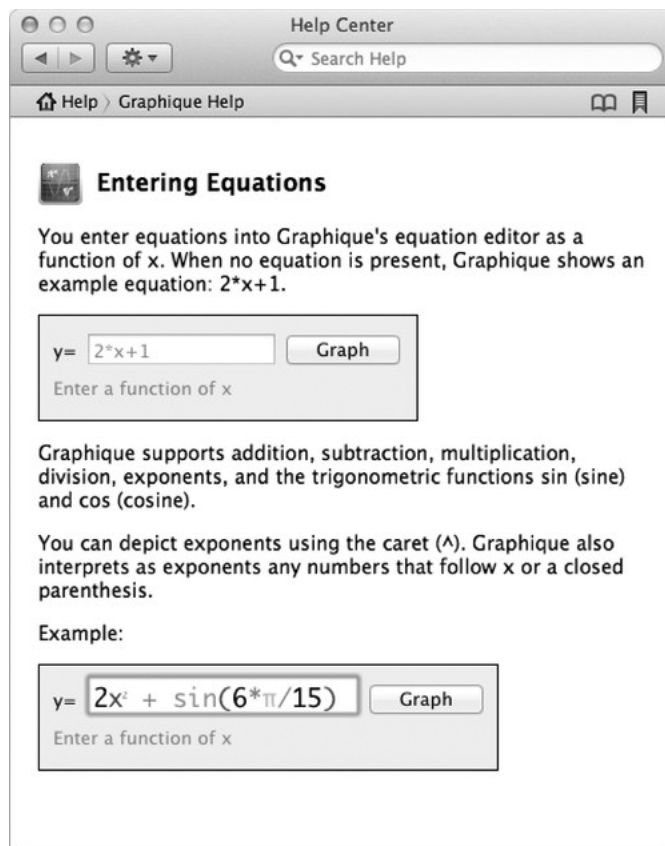 Help Center
Search Help
Help
Graphique Help
Entering Equations
You enter equations into Graphique's equation editor as a
function of x. When no equation is present, Graphique shows an
example equation: 2*x+1.
y= 2*x+1 Graph
Enter a function of x
Graphique supports addition, subtraction, multiplication,
division, exponents, and the trigonometric functions sin (sine)
and cos (cosine).
You can depict exponents using the caret (^). Graphique also
interprets as exponents any numbers that follow x or a closed
parenthesis.
Example:
y= 2x² + sin(6*π/15) Graph
Enter a function of x